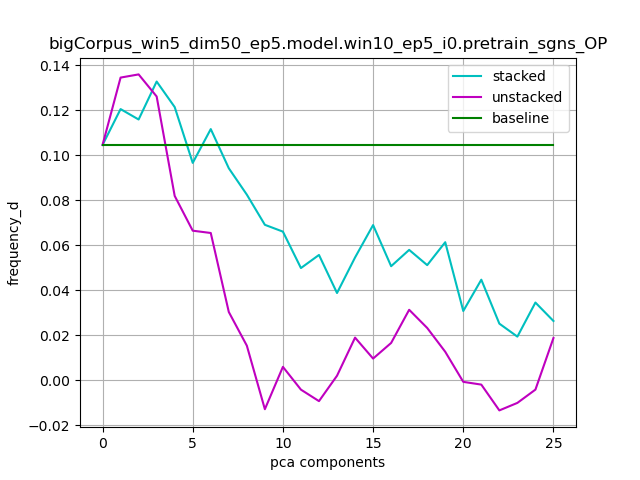 bigCorpus_win5_dim50_ep5.model.win10_ep5_i0.pretrain_sgns_OP
stacked
unstacked
baseline
0.14
0.12
0.10
0.08
0.06
0.04
0.02
0.00
−0.02
frequency_d
0 5 10 15 20 25
pca components